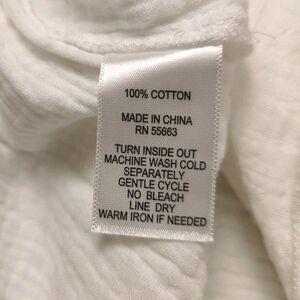 100% COTTON
MADE IN CHINA
RN 55663
TURN INSIDE OUT
MACHINE WASH COLD
SEPARATELY
GENTLE CYCLE
NO BLEACH
LINE DRY
WARM IRON IF NEEDED